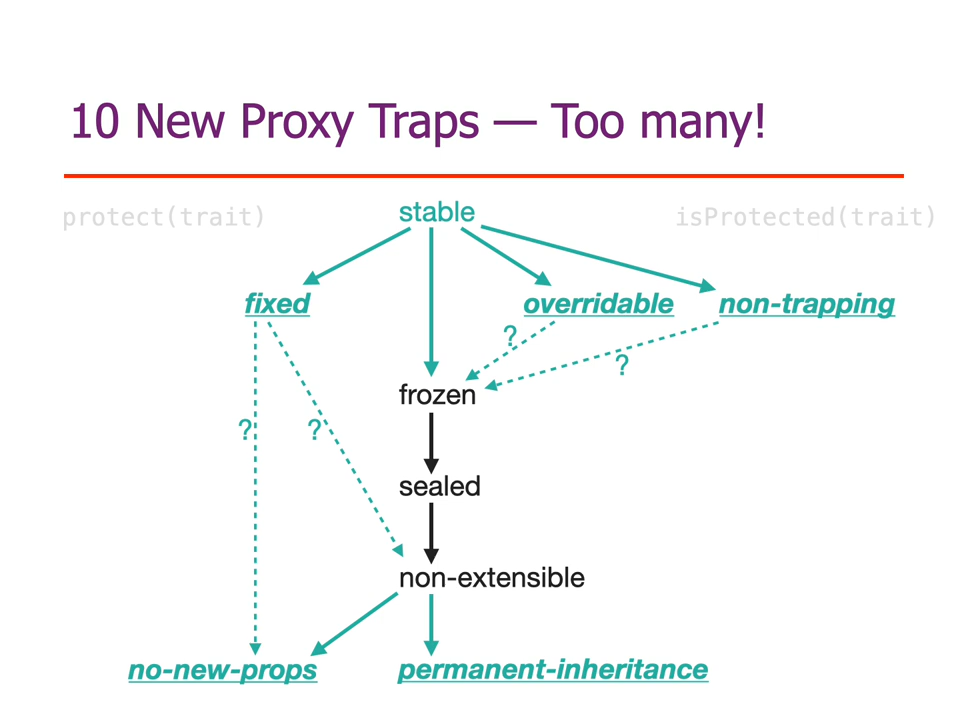 10 New Proxy Traps — Too many!
protect(trait)
stable
isProtected(trait)
fixed
overridable
non-trapping
?
?
frozen
?
?
sealed
non-extensible
no-new-props
permanent-inheritance